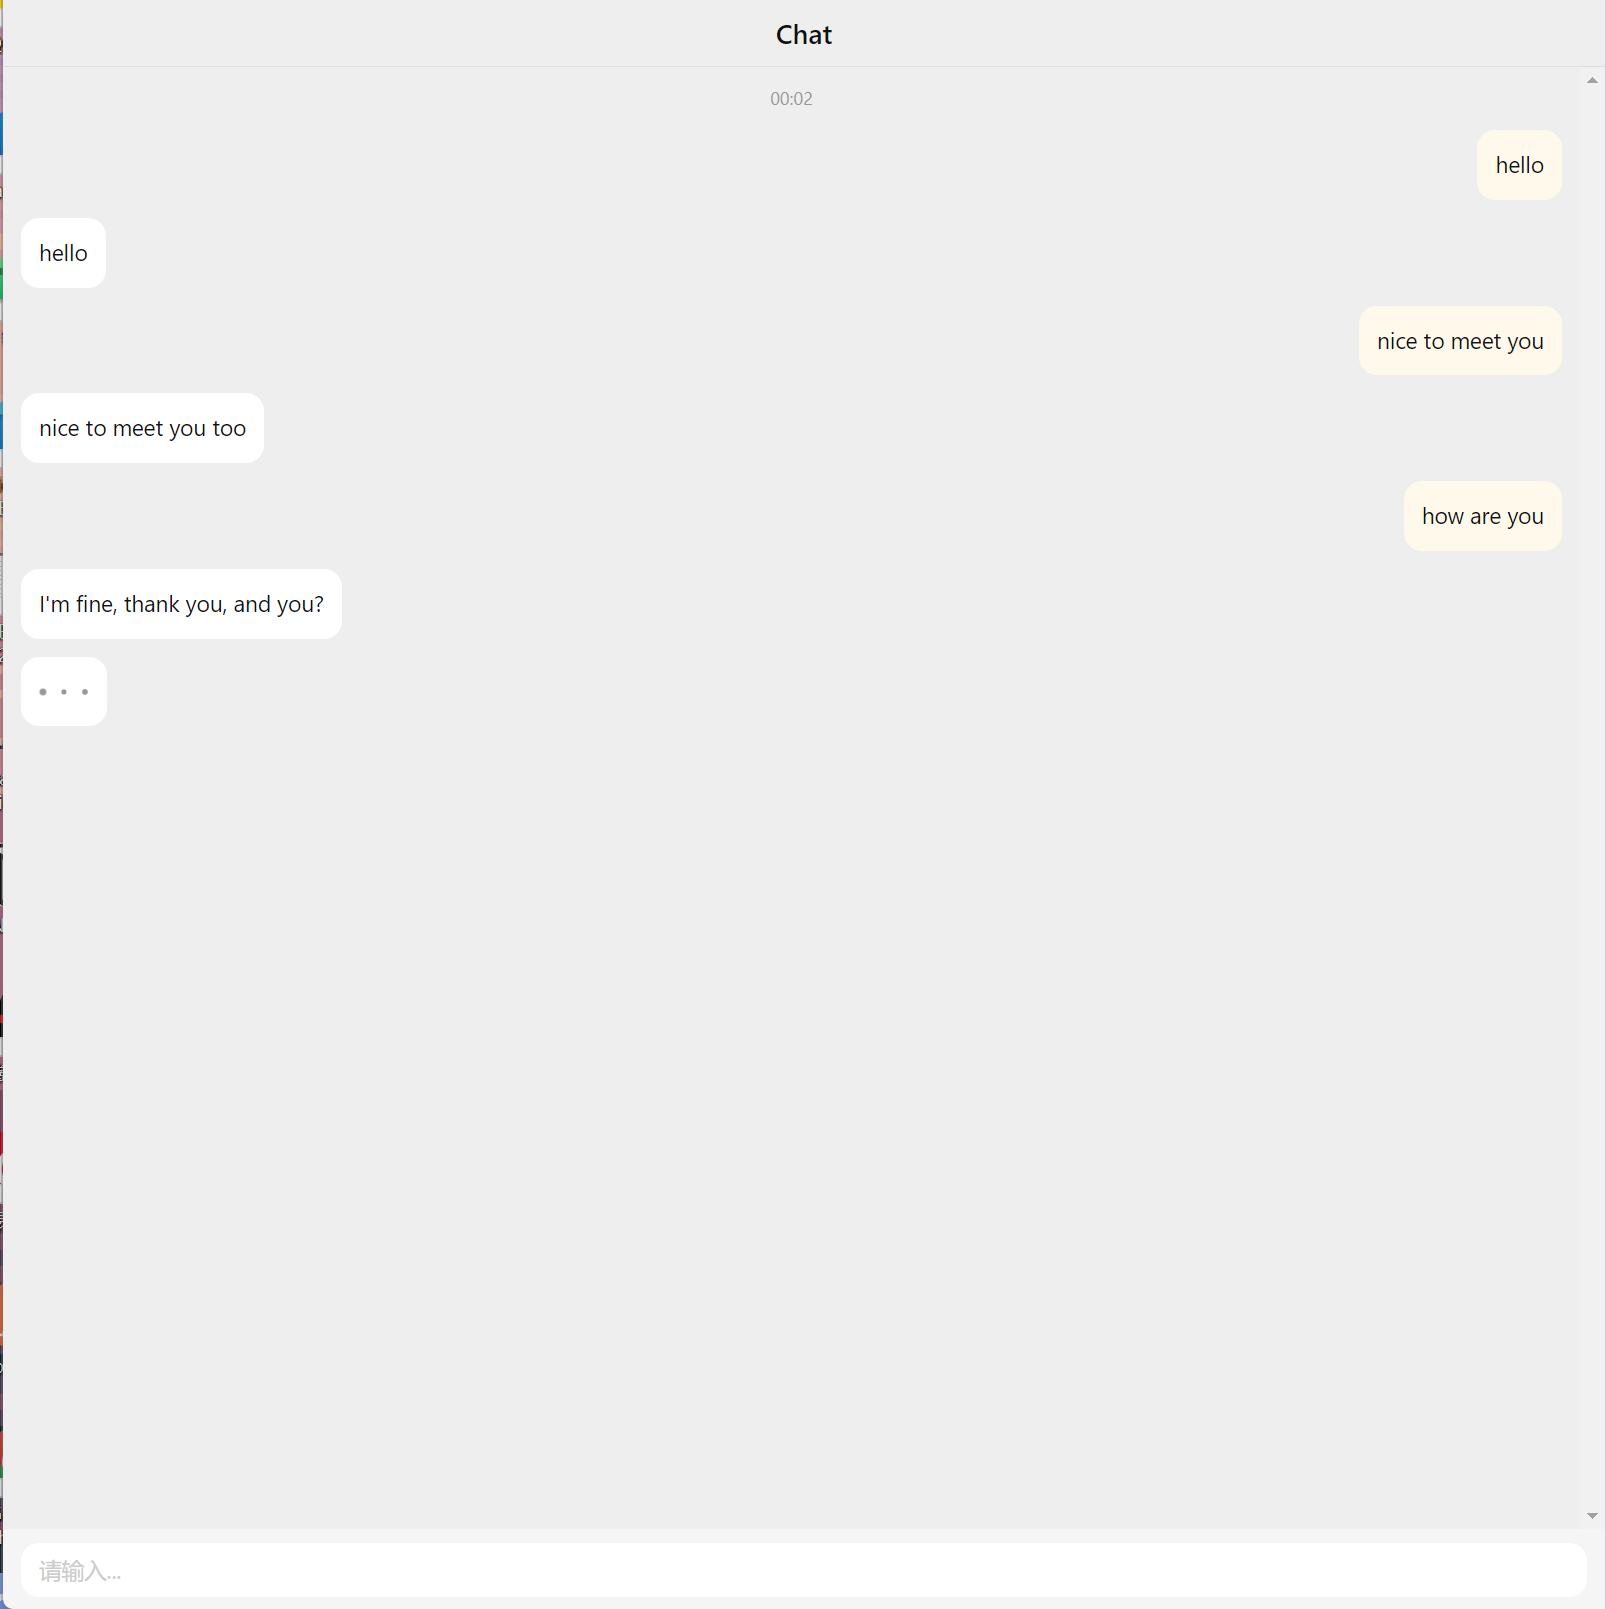 Chat
00:02
hello
hello
nice to meet you
nice to meet you too
how are you
I'm fine, thank you, and you?
请输入...